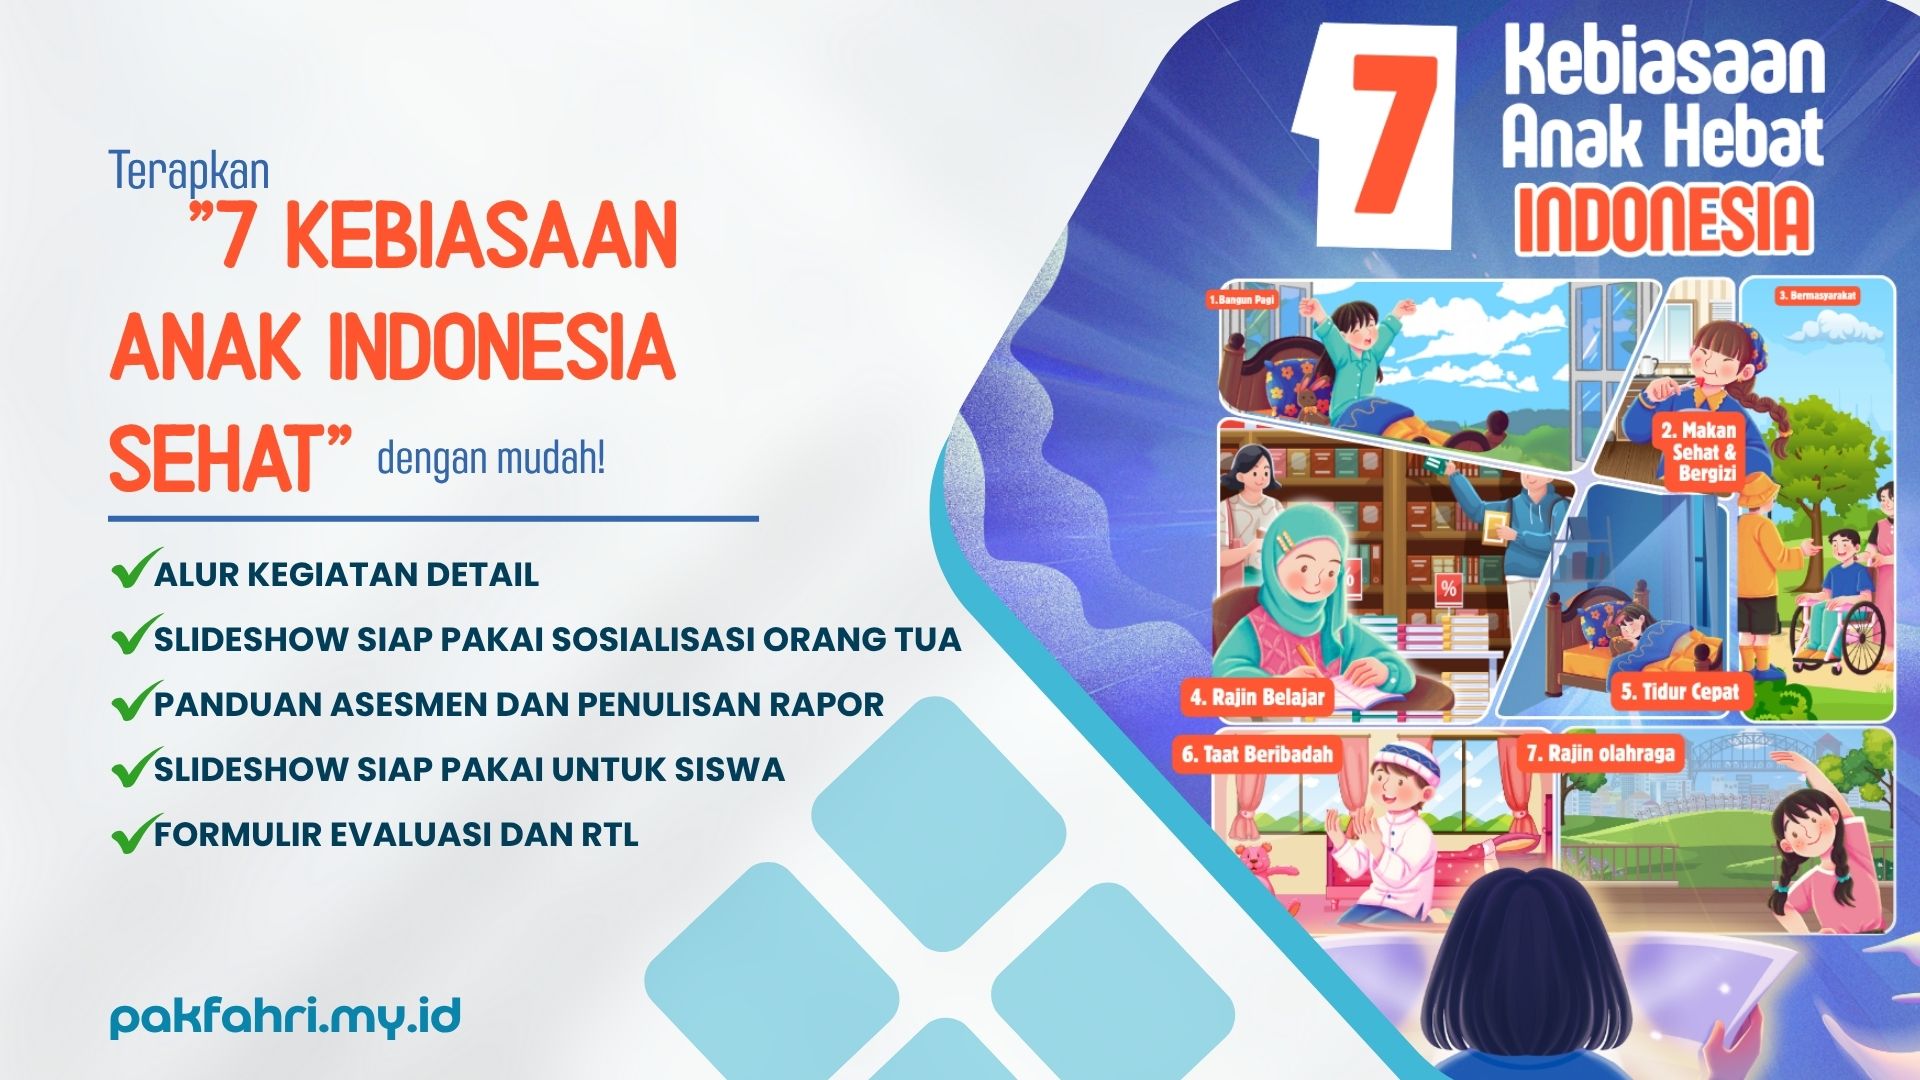 Terapkan
"7 KEBIASAAN
ANAK INDONESIA
SEHAT" dengan mudah!
ALUR KEGIATAN DETAIL
SLIDESHOW SIAP PAKAI SOSIALISASI ORANG TUA
PANDUAN ASESMEN DAN PENULISAN RAPOR
SLIDESHOW SIAP PAKAI UNTUK SISWA
FORMULIR EVALUASI DAN RTL
pakfahri.my.id
7
Kebiasaan
Anak Hebat
INDONESIA
1. Bangun Pagi
2. Makan
Sehat &
Bergizi
3. Bermasyarakat
%
%
4. Rajin Belajar
5. Tidur Cepat
6. Taat Beribadah
7. Rajin olahraga